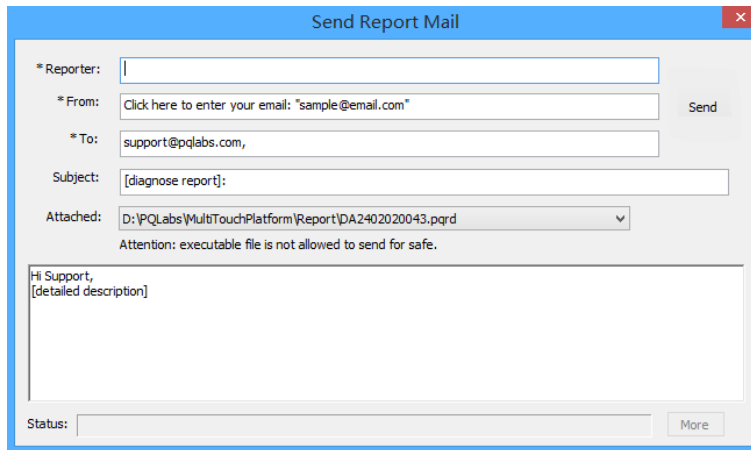 Send Report Mail
*Reporter:
*From: Click here to enter your email: "sample@email.com"
Send
*To: support@pqlabs.com,
Subject: [diagnose report]:
Attached: D:\PQLabs\MultiTouchPlatform\Report\DA2402020043.pqrd
Attention: executable file is not allowed to send for safe.
Hi Support,
[detailed description]
Status:
More